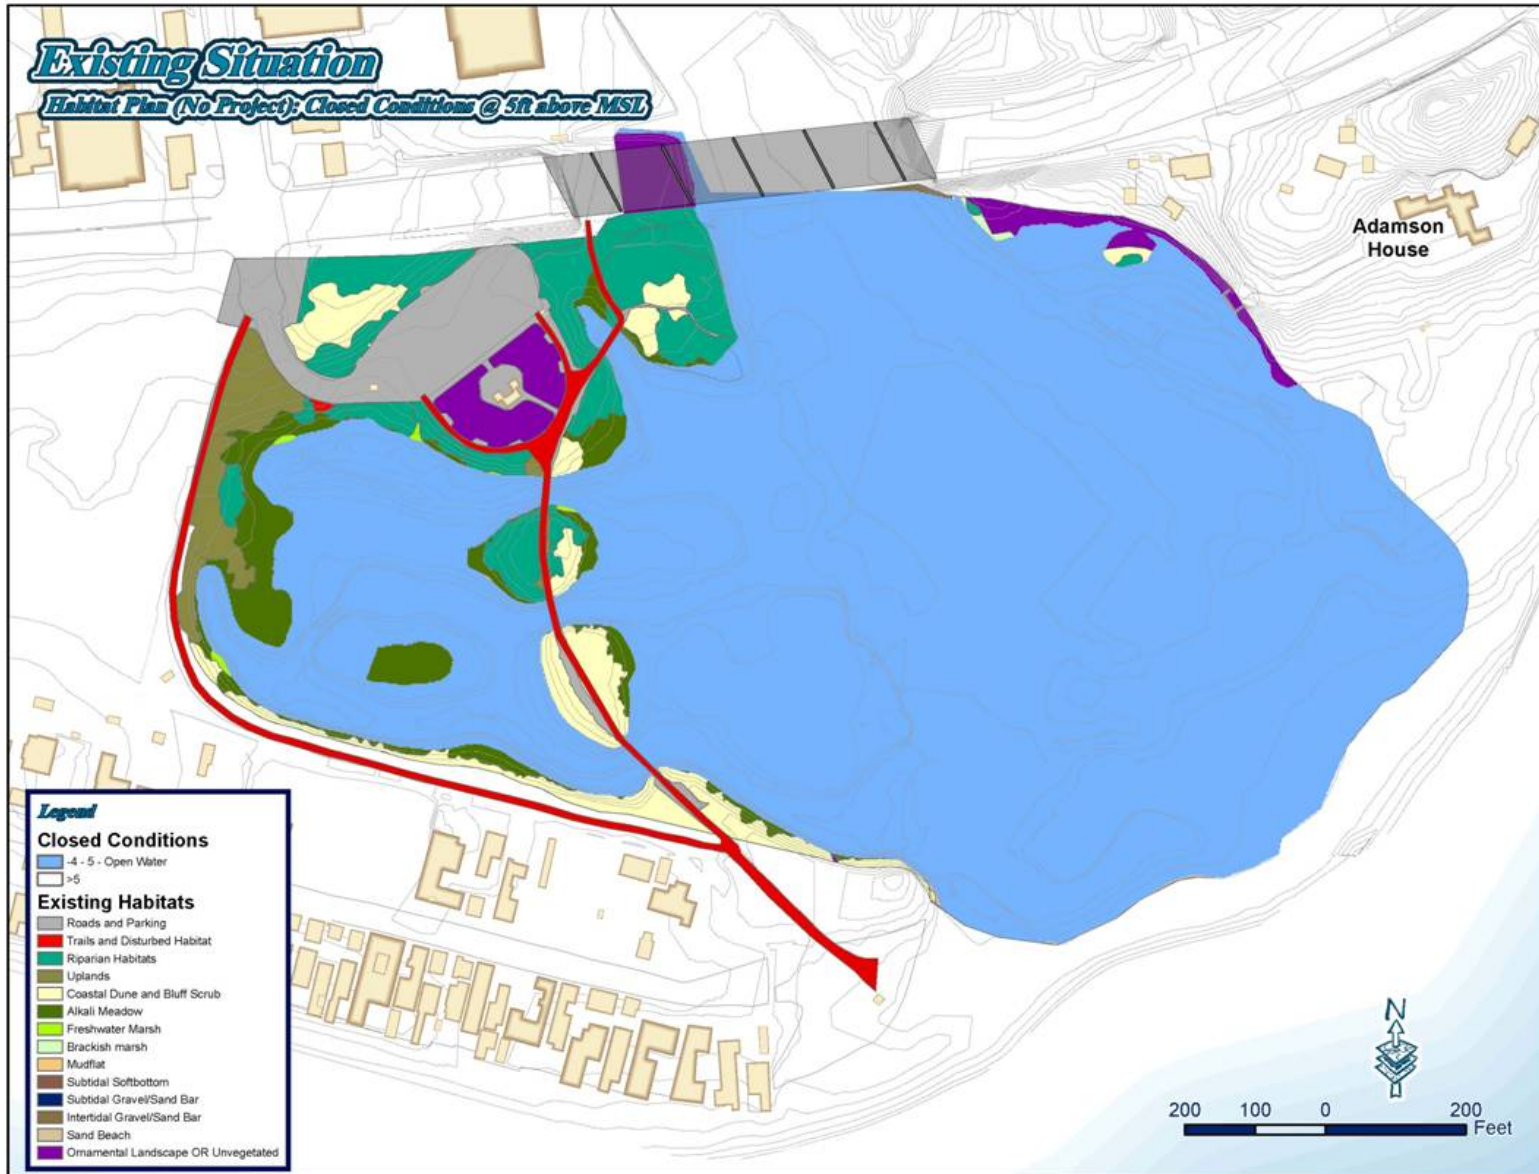 Existing Situation
Habitat Plan (No Project); Closed Conditions @ 5ft above MSL
Adamson
House
Legend
Closed Conditions
-4 - 5 - Open Water
>5
Existing Habitats
Roads and Parking
Trails and Disturbed Habitat
Riparian Habitats
Uplands
Coastal Dune and Bluff Scrub
Alkali Meadow
Freshwater Marsh
Brackish marsh
Mudflat
Subtidal Softbottom
Subtidal Gravel/Sand Bar
Intertidal Gravel/Sand Bar
Sand Beach
Ornamental Landscape OR Unvegetated
N
200 100 0 200
Feet